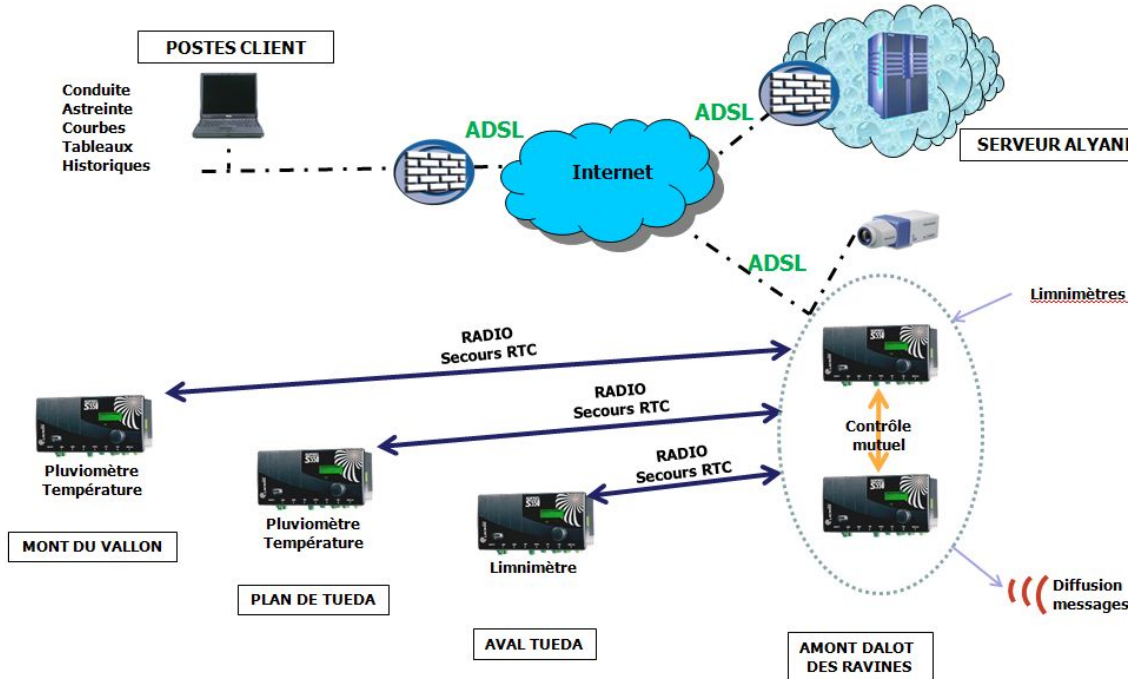 POSTES CLIENT
Conduite
Astreinte
Courbes
Tableaux
Historiques
ADSL
ADSL
SERVEUR ALYAN
Internet
ADSL
Limnimètres
RADIO
Secours RTC
RADIO
Secours RTC
RADIO
Secours RTC
Contrôle
mutuel
Pluviomètre
Température
MONT DU VALLON
Pluviomètre
Température
PLAN DE TUEDA
Limnimètre
AVAL TUEDA
AMONT DALOT
DES RAVINES
Diffusion
messages